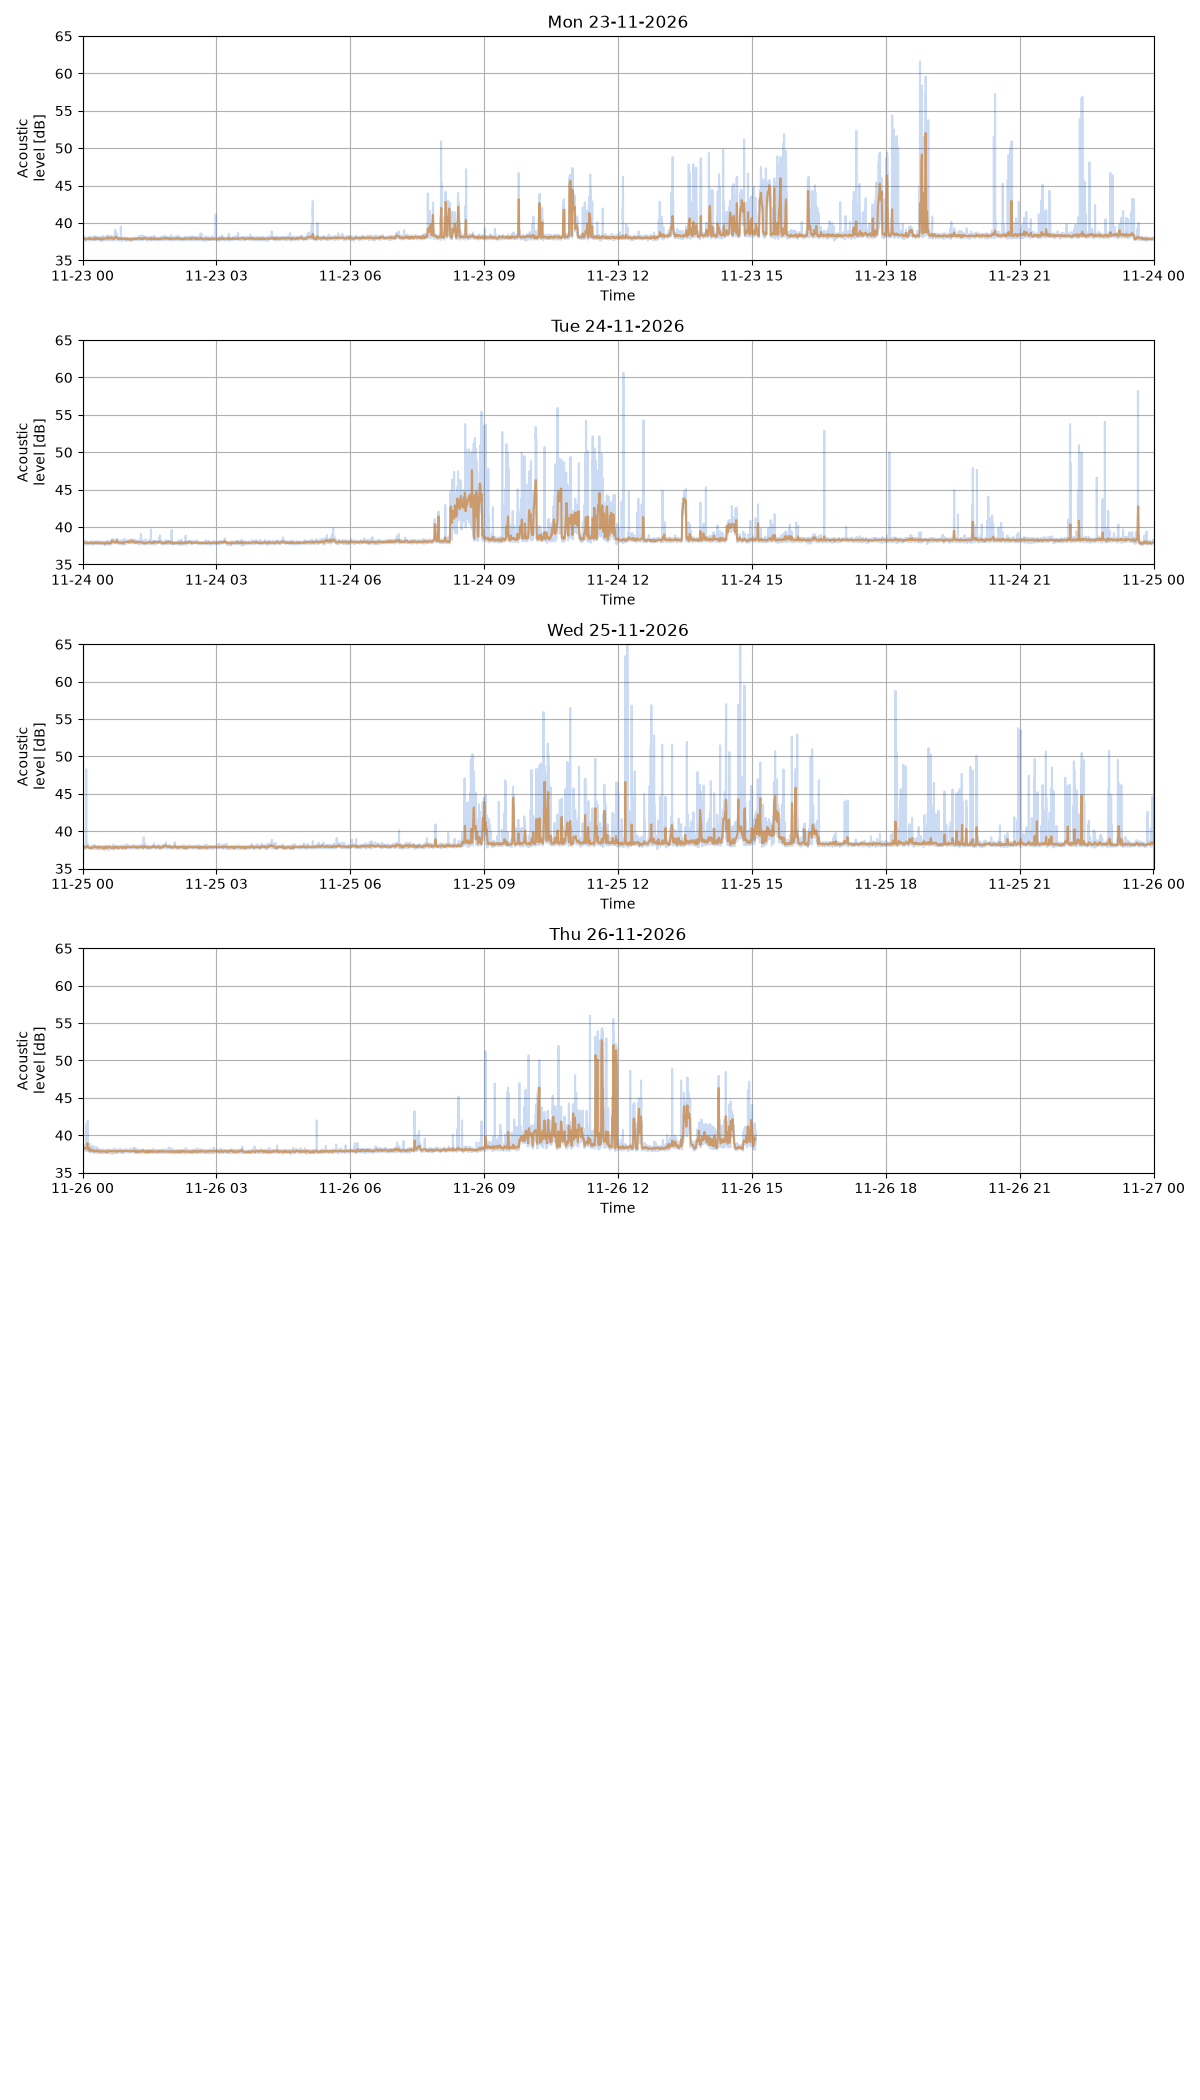 Mon 23-11-2026
65
60
55
50
45
40
35
Acoustic
level [dB]
11-23 00 11-23 03 11-23 06 11-23 09 11-23 12 11-23 15 11-23 18 11-23 21 11-24 00
Time
Tue 24-11-2026
65
60
55
50
45
40
35
Acoustic
level [dB]
11-24 00 11-24 03 11-24 06 11-24 09 11-24 12 11-24 15 11-24 18 11-24 21 11-25 00
Time
Wed 25-11-2026
65
60
55
50
45
40
35
Acoustic
level [dB]
11-25 00 11-25 03 11-25 06 11-25 09 11-25 12 11-25 15 11-25 18 11-25 21 11-26 00
Time
Thu 26-11-2026
65
60
55
50
45
40
35
Acoustic
level [dB]
11-26 00 11-26 03 11-26 06 11-26 09 11-26 12 11-26 15 11-26 18 11-26 21 11-27 00
Time